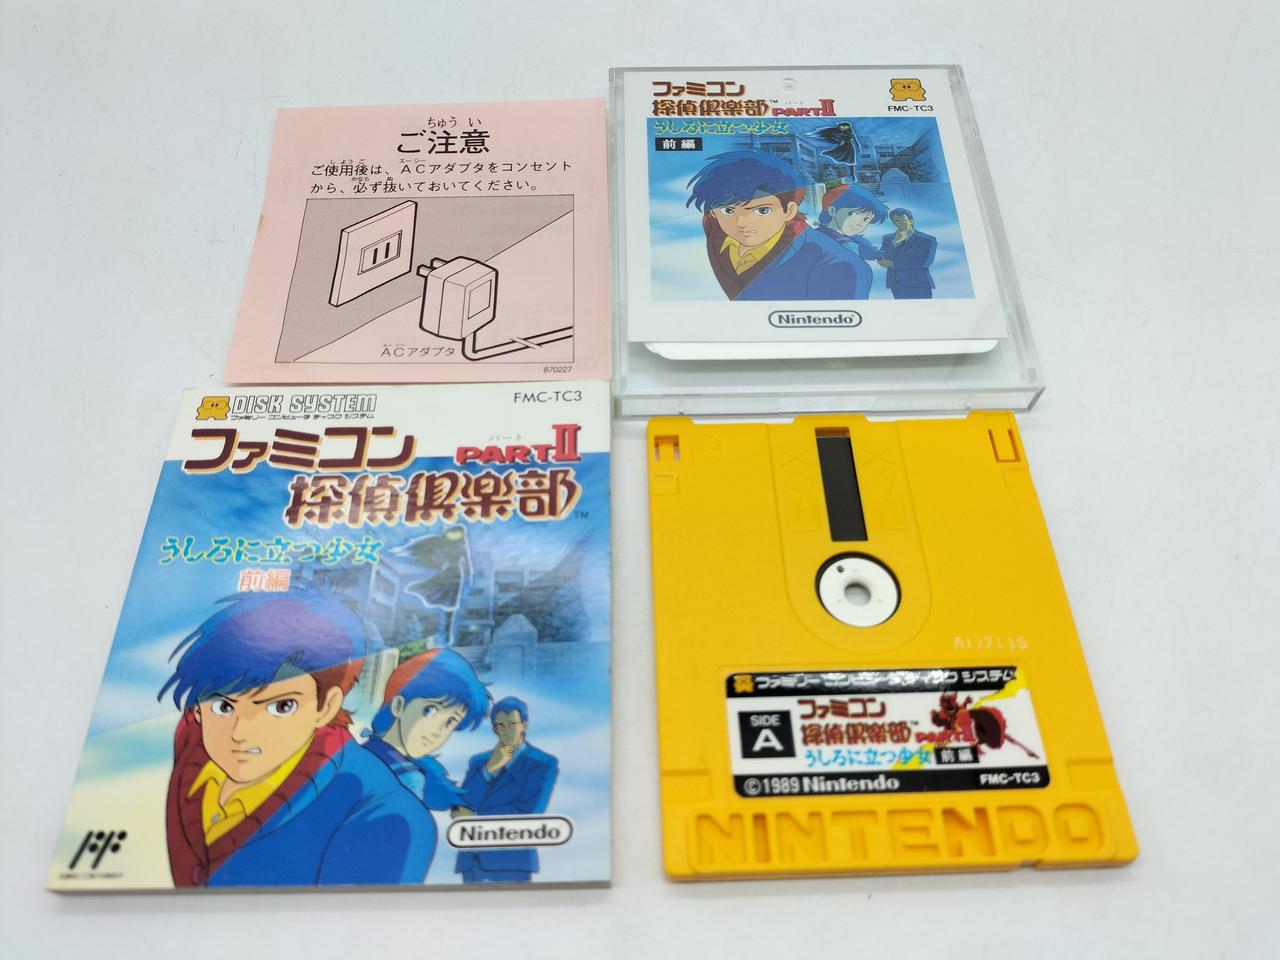 ちゅう い
ご注意
しようご エーシー
ご使用後は、ACアダプタをコンセント
かなら ぬ
から、必ず抜いておいてください。
エーシー
ACアダプタ
870227
ファミコン
探偵倶楽部™ パート PARTII
うしろに立つ少女
前編
FMC-TC3
Nintendo
DISK SYSTEM
ファミリー コンピュータ ディスク システム
FMC-TC3
ファミコン
パート
PARTII
探偵倶楽部™
うしろに立つ少女
前編
Nintendo
ファミリー コンピュータ ディスク システム
SIDE
A
ファミコン
探偵倶楽部™ PARTII
うしろに立つ少女 前編
FMC-TC3
©1989 Nintendo
NINTENDO